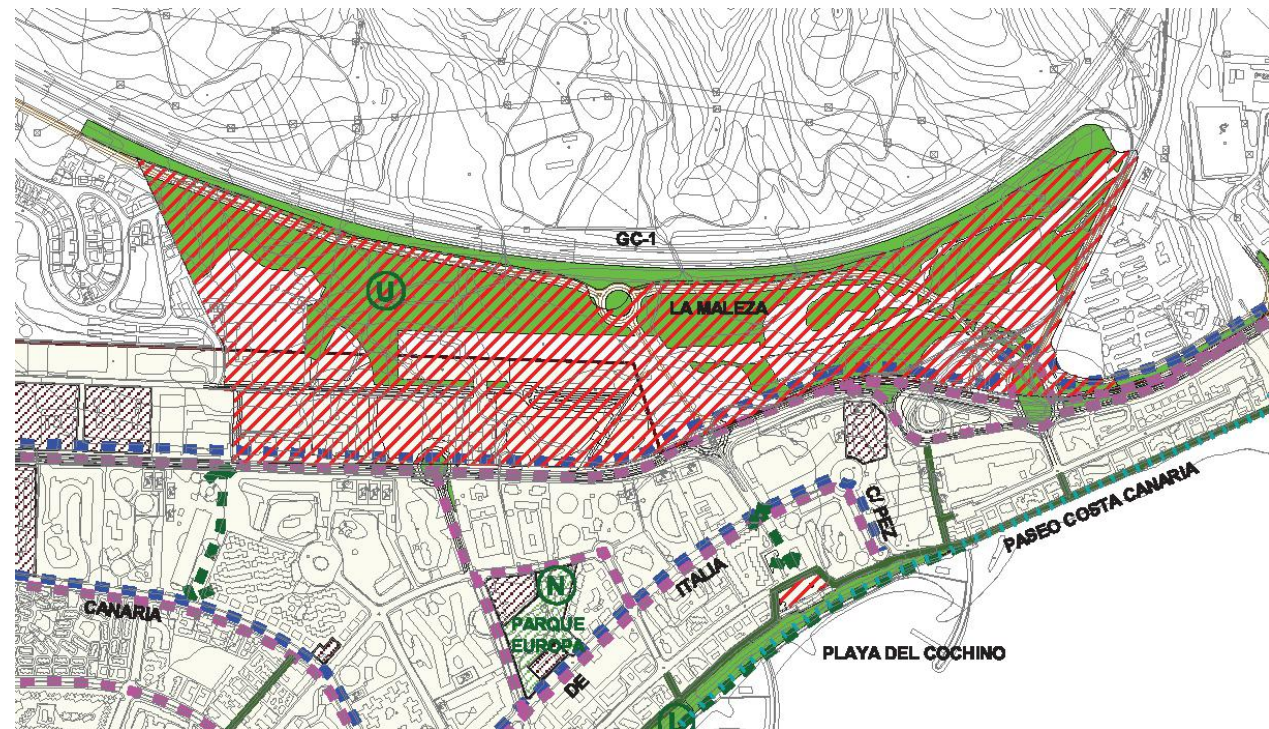 GC-1
U
LA MALEZA
C/ PEZ
PASEO COSTA CANARIA
ITALIA
CANARIA
N
PARQUE
EUROPA
DE
PLAYA DEL COCHINO